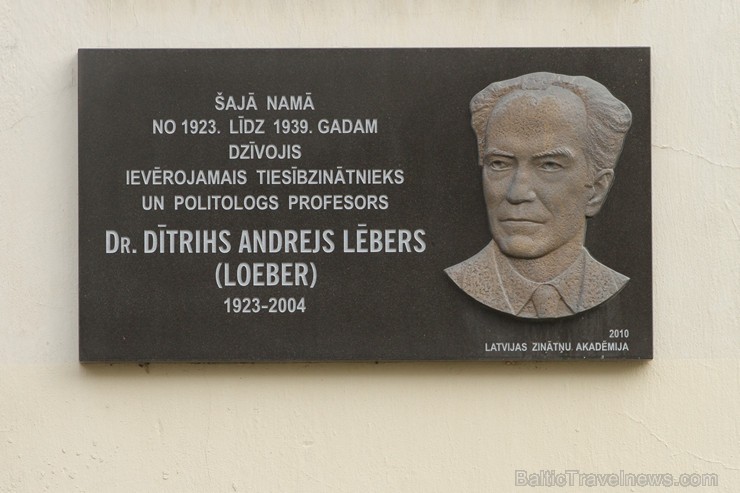 ŠAJĀ NAMĀ
NO 1923. LĪDZ 1939. GADAM
DZĪVOJIS
IEVĒROJAMAIS TIESĪBZINĀTNIEKS
UN POLITOLOGS PROFESORS
DR. DĪTRIHS ANDREJS LĒBERS
(LOEBER)
1923-2004
2010
LATVIJAS ZINĀTŅU AKADĒMIJA
BalticTravelnews.com